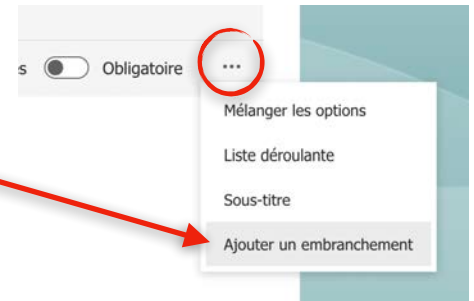 s Obligatoire ...
Mélanger les options
Liste déroulante
Sous-titre
Ajouter un embranchement